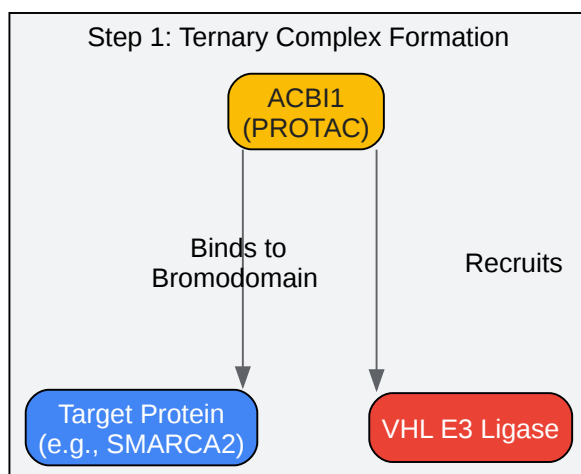 Step 1: Ternary Complex Formation
ACBI1
(PROTAC)
Binds to
Bromodomain
Recruits
Target Protein
(e.g., SMARCA2)
VHL E3 Ligase